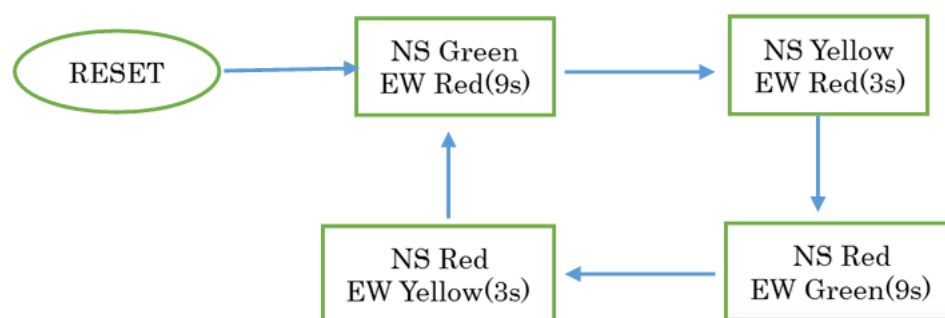 RESET
NS Green
EW Red(9s)
NS Yellow
EW Red(3s)
NS Red
EW Yellow(3s)
NS Red
EW Green(9s)